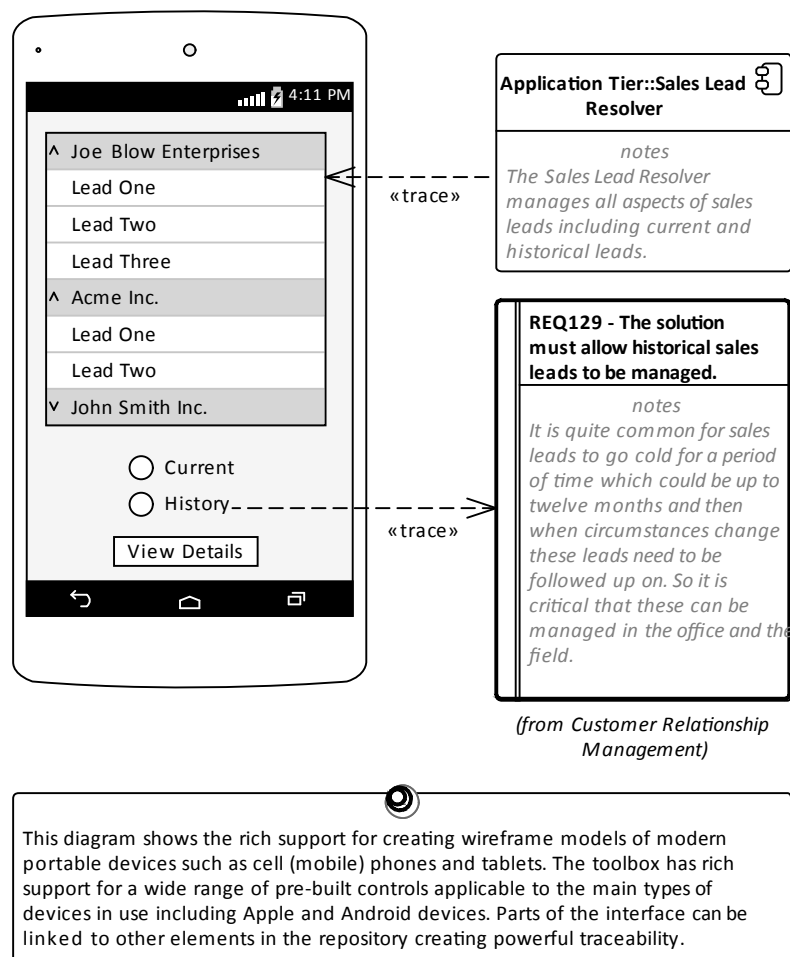 4:11 PM
^ Joe Blow Enterprises
Lead One
Lead Two
Lead Three
^ Acme Inc.
Lead One
Lead Two
v John Smith Inc.
Current
History
View Details
«trace»
«trace»
Application Tier::Sales Lead
Resolver
notes
The Sales Lead Resolver
manages all aspects of sales
leads including current and
historical leads.
REQ129 - The solution
must allow historical sales
leads to be managed.
notes
It is quite common for sales
leads to go cold for a period
of time which could be up to
twelve months and then
when circumstances change
these leads need to be
followed up on. So it is
critical that these can be
managed in the office and the
field.
(from Customer Relationship
Management)
This diagram shows the rich support for creating wireframe models of modern
portable devices such as cell (mobile) phones and tablets. The toolbox has rich
support for a wide range of pre-built controls applicable to the main types of
devices in use including Apple and Android devices. Parts of the interface can be
linked to other elements in the repository creating powerful traceability.